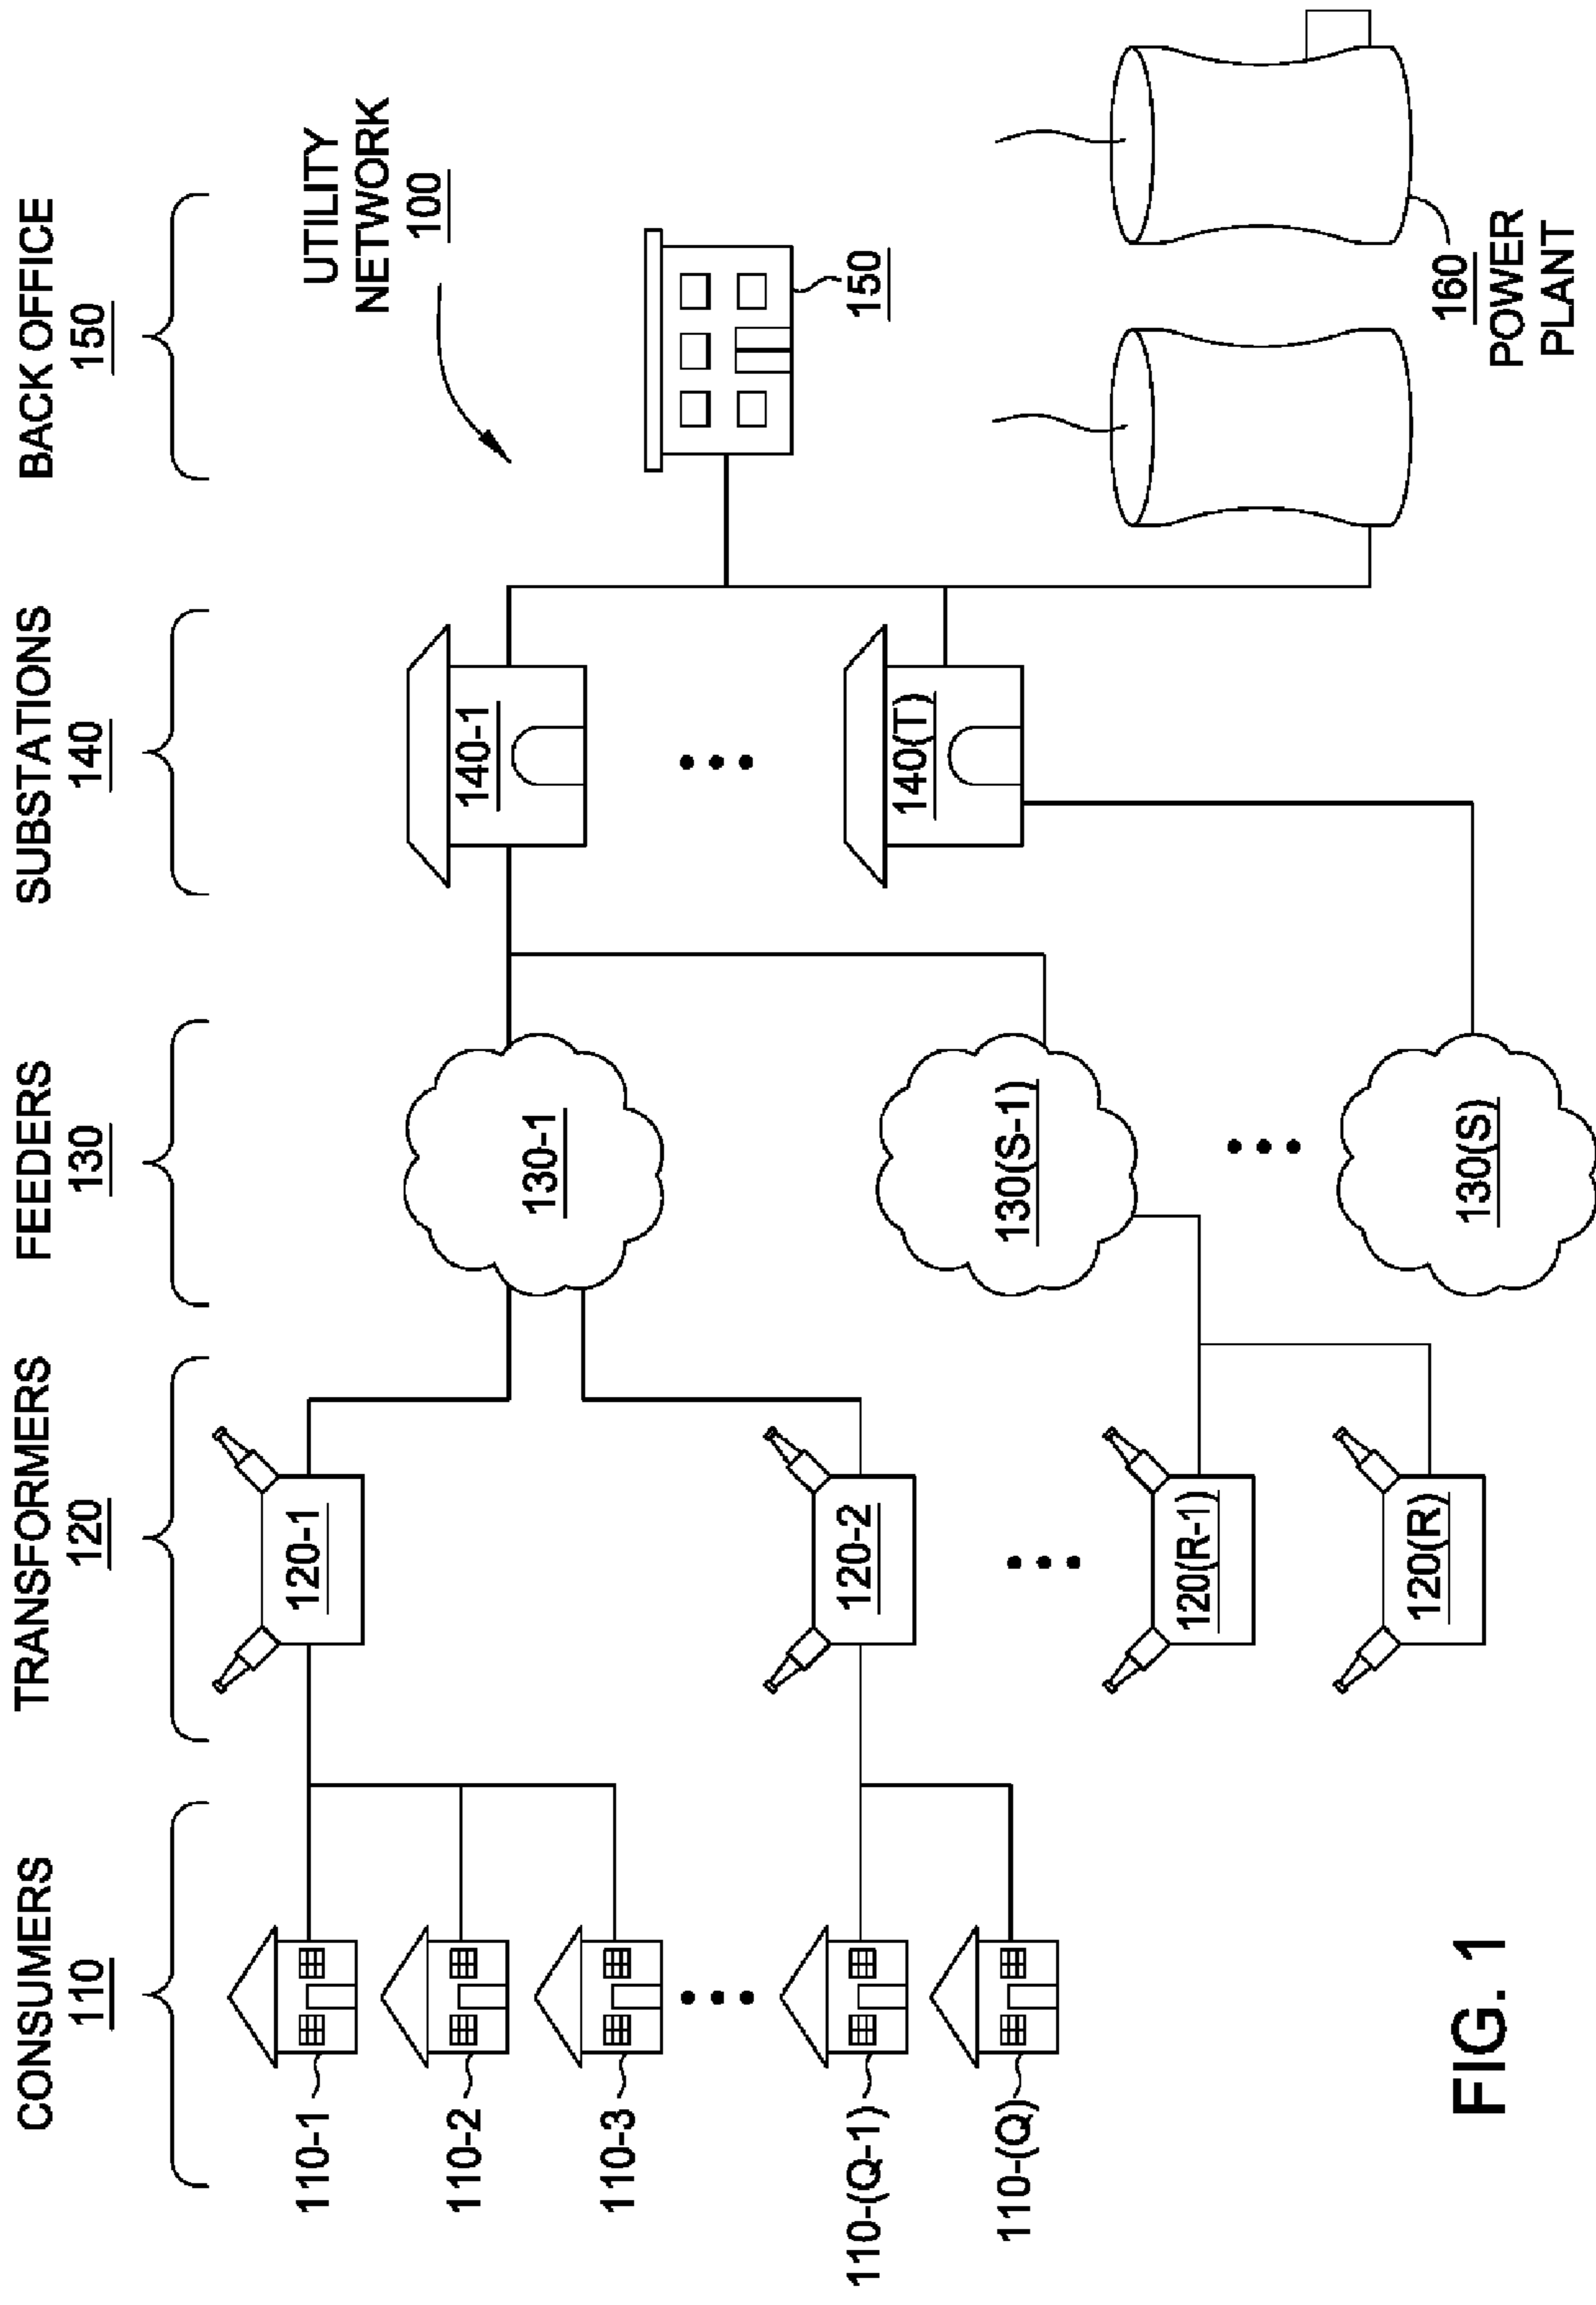 CONSUMERS
110
TRANSFORMERS
120
FEEDERS
130
SUBSTATIONS
140
BACK OFFICE
150
UTILITY
NETWORK
100
110-1
110-2
110-3
110-(Q-1)
110-(Q)
120-1
120-2
120(R-1)
120(R)
130-1
130(S-1)
130(S)
140-1
140(T)
150
160
POWER
PLANT
FIG. 1